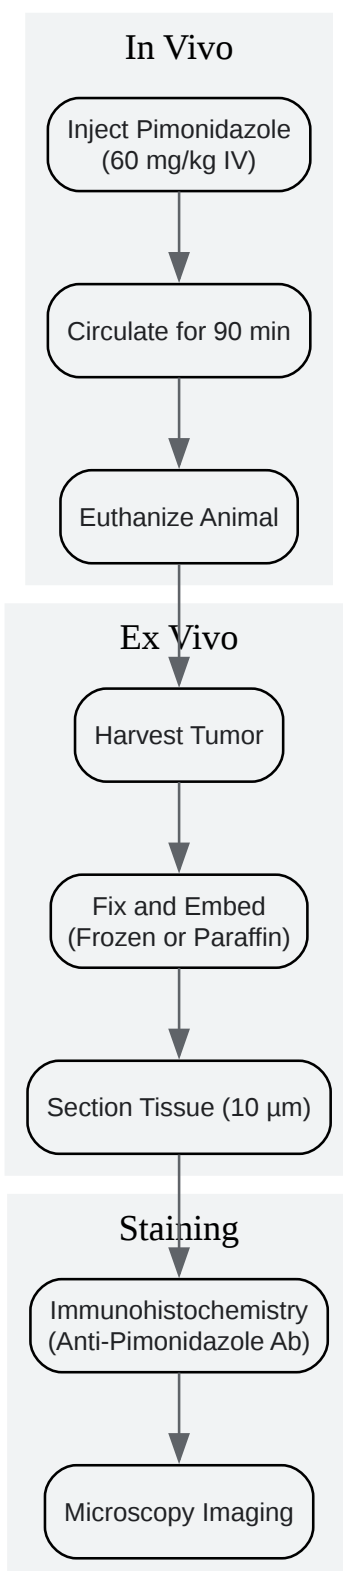 In Vivo
Inject Pimonidazole
(60 mg/kg IV)
Circulate for 90 min
Euthanize Animal
Ex Vivo
Harvest Tumor
Fix and Embed
(Frozen or Paraffin)
Section Tissue (10 µm)
Staining
Immunohistochemistry
(Anti-Pimonidazole Ab)
Microscopy Imaging